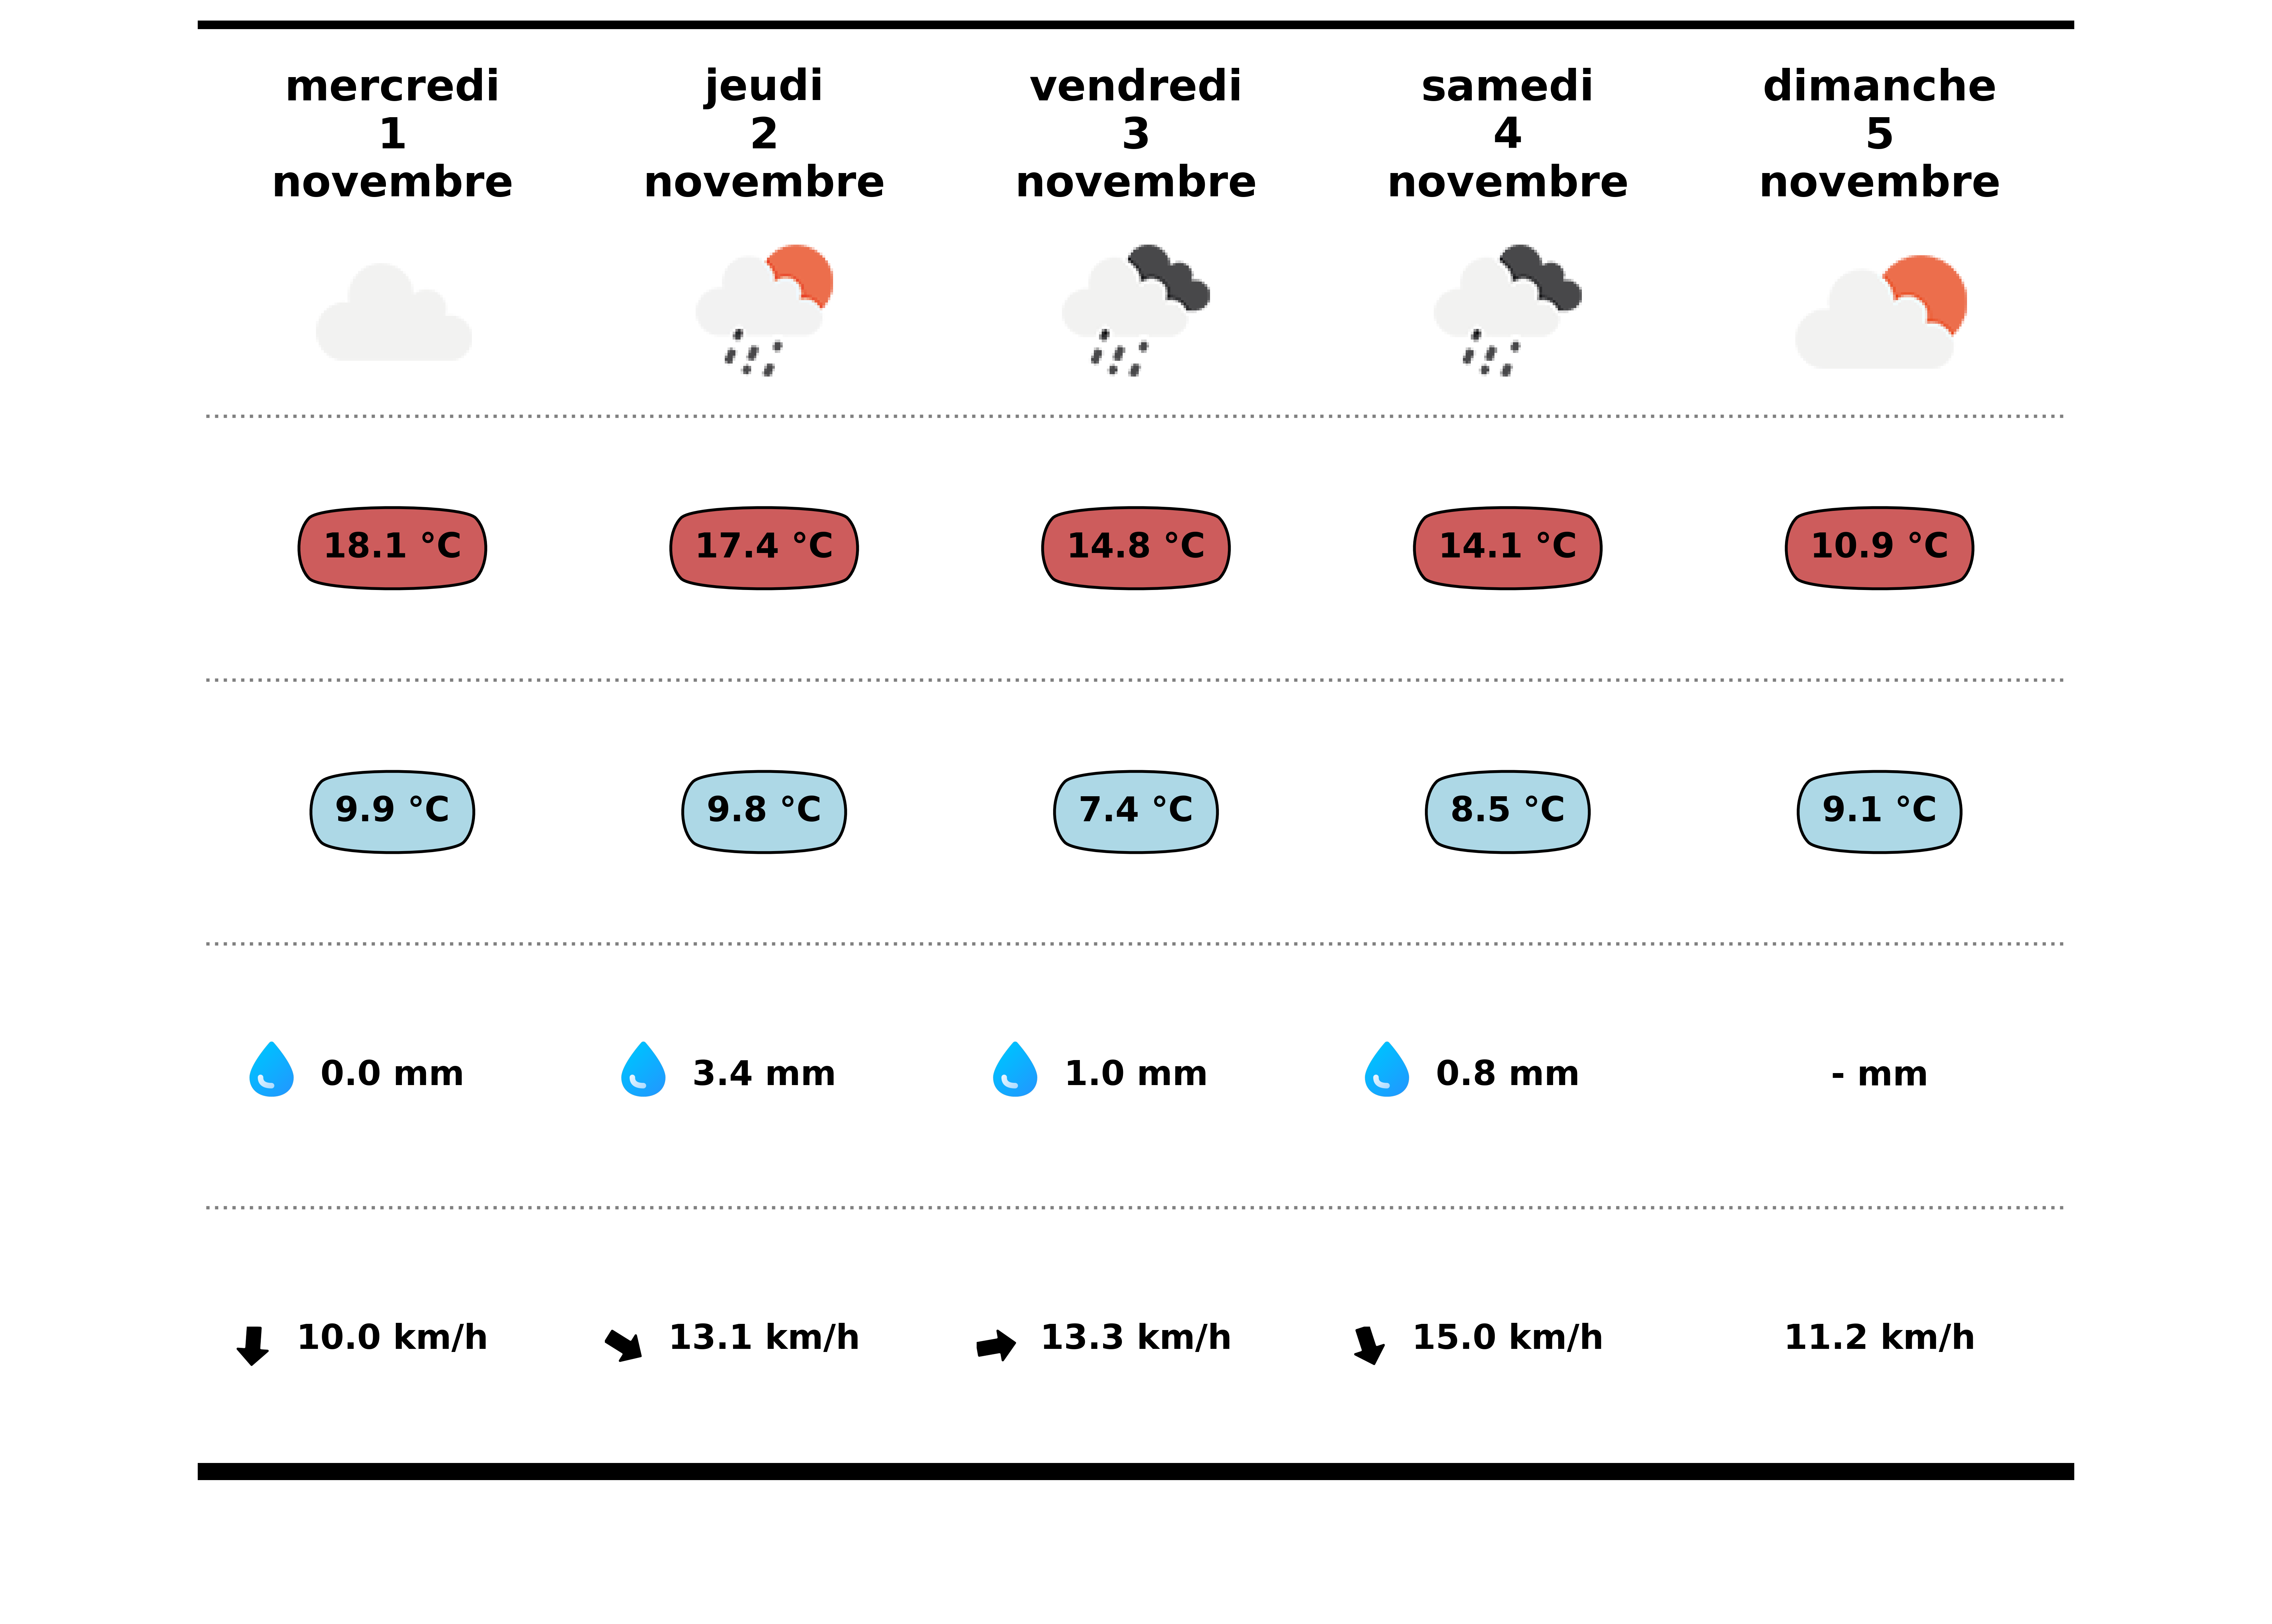 mercredi
1
novembre
jeudi
2
novembre
vendredi
3
novembre
samedi
4
novembre
dimanche
5
novembre
18.1 °C
17.4 °C
14.8 °C
14.1 °C
10.9 °C
9.9 °C
9.8 °C
7.4 °C
8.5 °C
9.1 °C
0.0 mm
3.4 mm
1.0 mm
0.8 mm
- mm
10.0 km/h
13.1 km/h
13.3 km/h
15.0 km/h
11.2 km/h